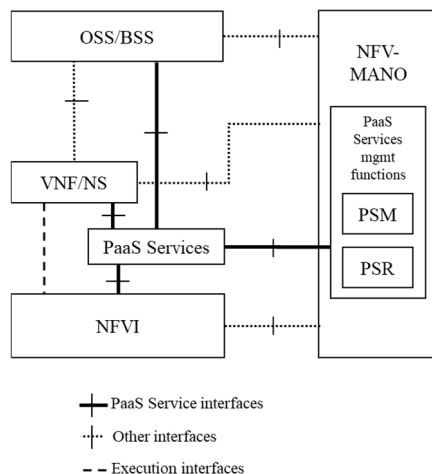 OSS/BSS
NFV-
MANO
PaaS
Services
mgmt
functions
VNF/NS
PSM
PaaS Services
PSR
NFVI
PaaS Service interfaces
Other interfaces
Execution interfaces